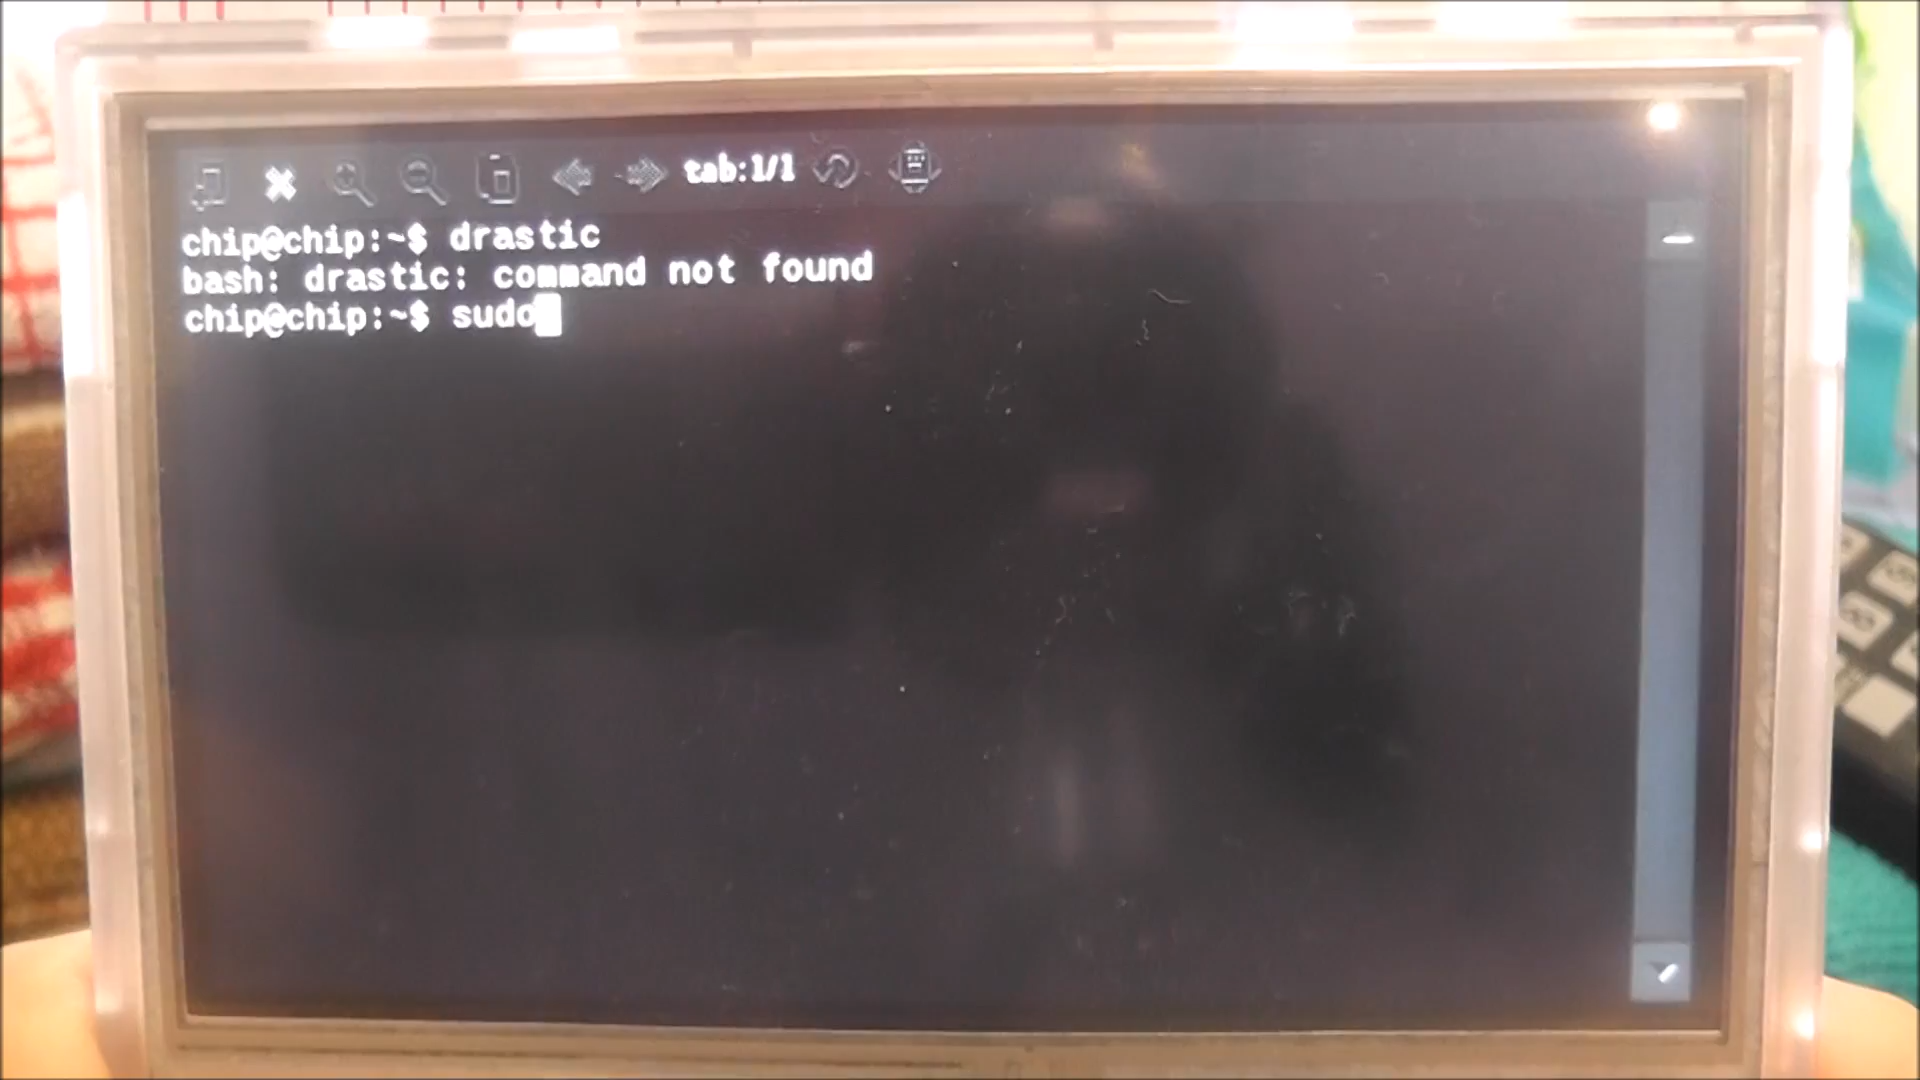 tab:1/1
chip@chip:~$ drastic
bash: drastic: command not found
chip@chip:~$ sudo